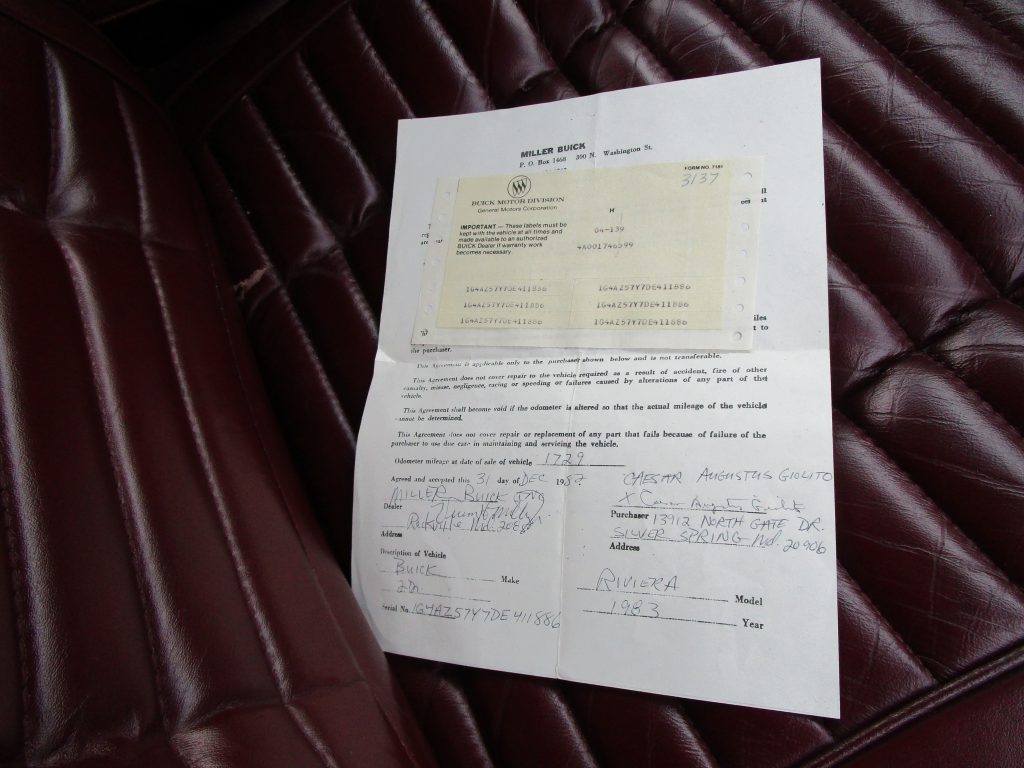 MILLER BUICK
P. O. Box 1468 300 N. Washington St.
FORM NO. 7181
3137
BUICK MOTOR DIVISION
General Motors Corporation
H
IMPORTANT — These labels must be
kept with the vehicle at all times and
made available to an authorized
BUICK Dealer if warranty work
becomes necessary.
04-139
4A001746599
1G4AZ57Y7DE411886 1G4AZ57Y7DE411886
1G4AZ57Y7DE411886 1G4AZ57Y7DE411886
1G4AZ57Y7DE411886 1G4AZ57Y7DE411886
the purchaser.
This Agreement is applicable only to the purchaser shown below and is not transferable.
This Agreement does not cover repair to the vehicle required as a result of accident, fire of other
casualty, misuse, negligence, racing or speeding or failures caused by alterations of any part of the
vehicle.
This Agreement shall become void if the odometer is altered so that the actual mileage of the vehicle
cannot be determined.
This Agreement does not cover repair or replacement of any part that fails because of failure of the
purchaser to use due care in maintaining and servicing the vehicle.
Odometer mileage at date of sale of vehicle 1729
Agreed and accepted this 31 day of DEC 198
MILLER BUICK INC
Dealer
Rockville Md. 208
Address
CAESAR AUGUSTUS GIOLITO
X
Purchaser 13912 NORTH GATE DR.
SILVER SPRING Md. 20906
Address
Description of Vehicle
BUICK Make
RIVIERA Model
2 DR.
1983 Year
Serial No. 1G4AZ57Y7DE411886